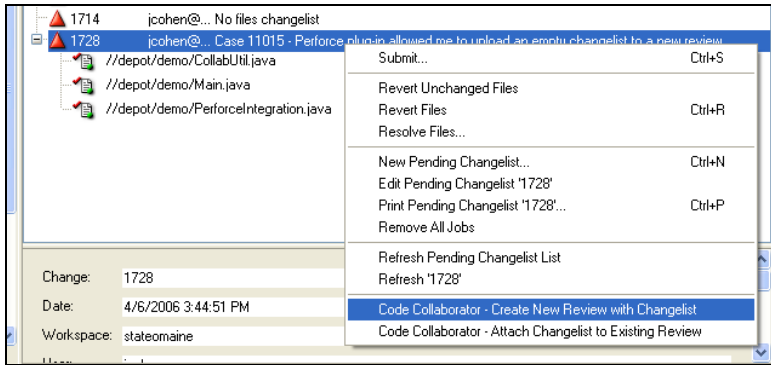 1714 jcohen@... No files changelist
1728 jcohen@... Case 11015 - Perforce plug-in allowed me to upload an empty changelist to a new review
//depot/demo/CollabUtil.java
//depot/demo/Main.java
//depot/demo/PerforceIntegration.java
Submit... Ctrl+S
Revert Unchanged Files
Revert Files Ctrl+R
Resolve Files...
New Pending Changelist... Ctrl+N
Edit Pending Changelist '1728'
Print Pending Changelist '1728'... Ctrl+P
Remove All Jobs
Refresh Pending Changelist List
Refresh '1728'
Code Collaborator - Create New Review with Changelist
Code Collaborator - Attach Changelist to Existing Review
Change: 1728
Date: 4/6/2006 3:44:51 PM
Workspace: stateomaine